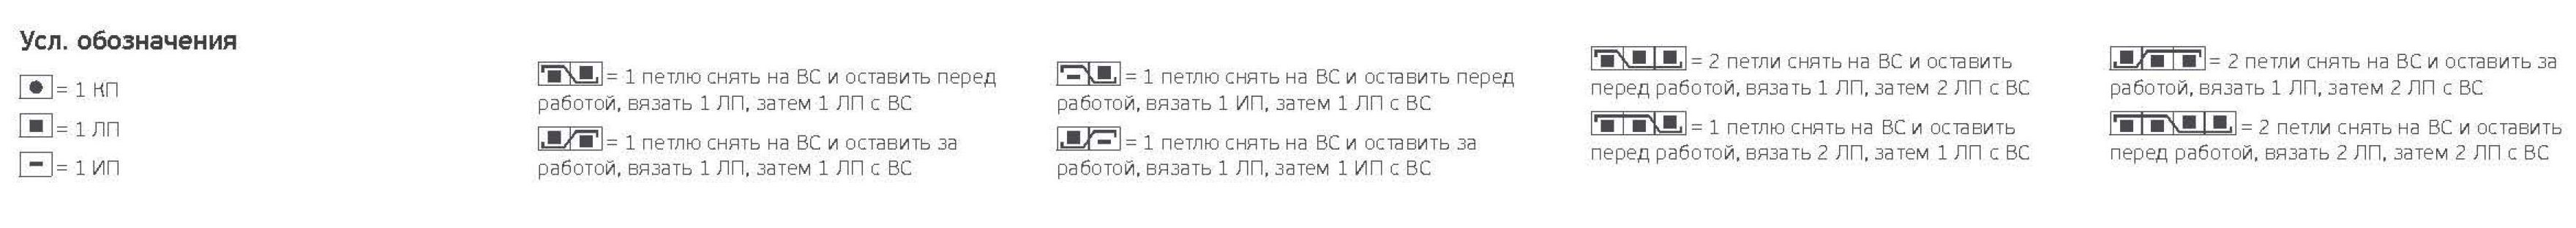 Усл. обозначения
= 1 КП
= 1 ЛП
= 1 ИП
= 1 петлю снять на ВС и оставить перед
работой, вязать 1 ЛП, затем 1 ЛП с ВС
= 1 петлю снять на ВС и оставить за
работой, вязать 1 ЛП, затем 1 ЛП с ВС
= 1 петлю снять на ВС и оставить перед
работой, вязать 1 ИП, затем 1 ЛП с ВС
= 1 петлю снять на ВС и оставить за
работой, вязать 1 ЛП, затем 1 ИП с ВС
= 2 петли снять на ВС и оставить
перед работой, вязать 1 ЛП, затем 2 ЛП с ВС
= 1 петлю снять на ВС и оставить
перед работой, вязать 2 ЛП, затем 1 ЛП с ВС
= 2 петли снять на ВС и оставить за
работой, вязать 1 ЛП, затем 2 ЛП с ВС
= 2 петли снять на ВС и оставить
перед работой, вязать 2 ЛП, затем 2 ЛП с ВС